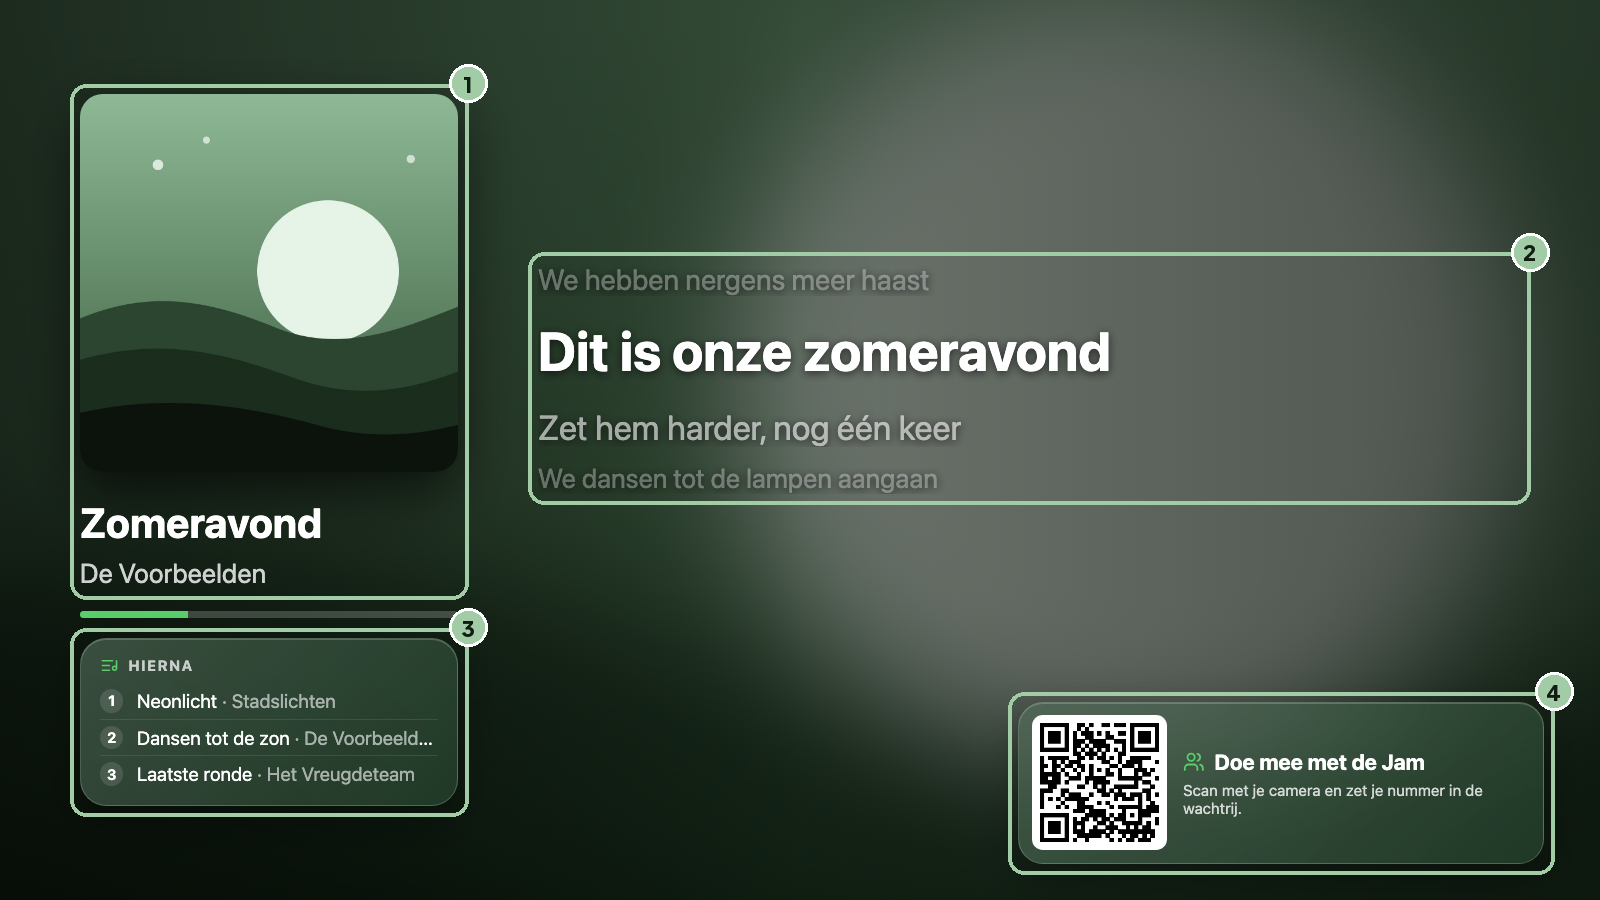 1
Zomeravond
De Voorbeelden
2
We hebben nergens meer haast
Dit is onze zomeravond
Zet hem harder, nog één keer
We dansen tot de lampen aangaan
3
HIERNA
1 Neonlicht · Stadslichten
2 Dansen tot de zon · De Voorbeeld...
3 Laatste ronde · Het Vreugdeteam
4
Doe mee met de Jam
Scan met je camera en zet je nummer in de
wachtrij.